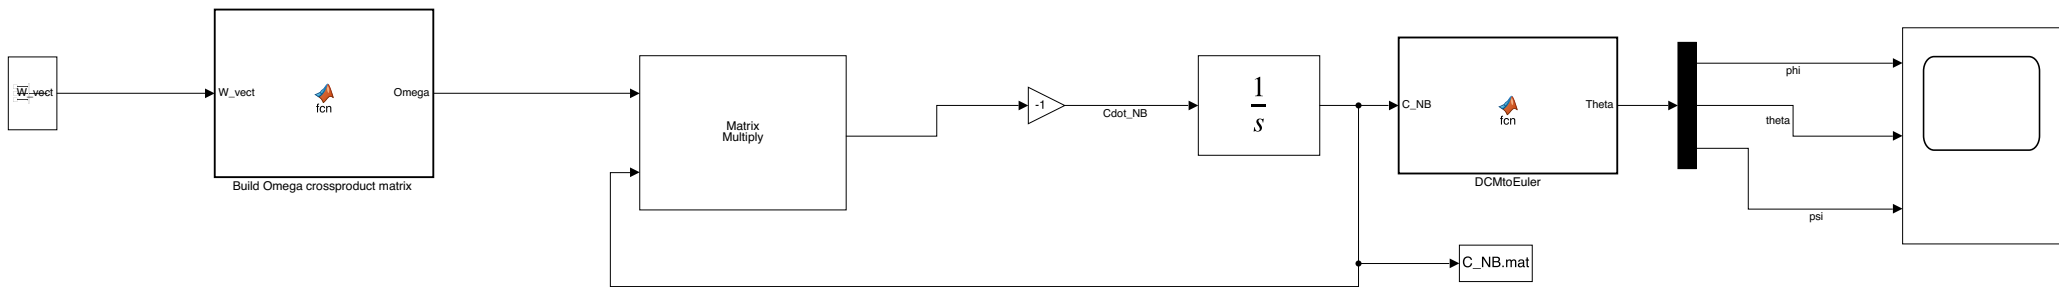 W_vect
W_vect
fcn
Omega
Build Omega crossproduct matrix
Matrix
Multiply
-1
Cdot_NB
1
s
C_NB
fcn
Theta
DCMtoEuler
phi
theta
psi
C_NB.mat